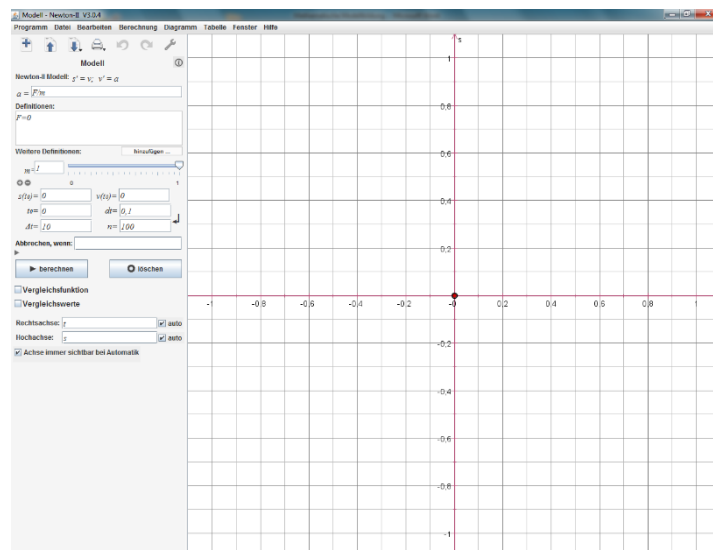 Modell - Newton-II V3.0.4
Programm Datei Bearbeiten Berechnung Diagramm Tabelle Fenster Hilfe
Modell
Newton-II Modell: s' = v; v' = a
a = F/m
Definitionen:
F=0
Weitere Definitionen: hinzufügen ...
m= 1
0 1
s(t0)= 0 v(t0)= 0
t0= 0 dt= 0,1
Δt= 10 n= 100
Abbrechen, wenn:
berechnen löschen
Vergleichsfunktion
Vergleichswerte
Rechtsachse: t auto
Hochachse: s auto
Achse immer sichtbar bei Automatik
s
1
0,8
0,6
0,4
0,2
-1 -0,8 -0,6 -0,4 -0,2 -0 0,2 0,4 0,6 0,8 1
-0,2
-0,4
-0,6
-0,8
-1